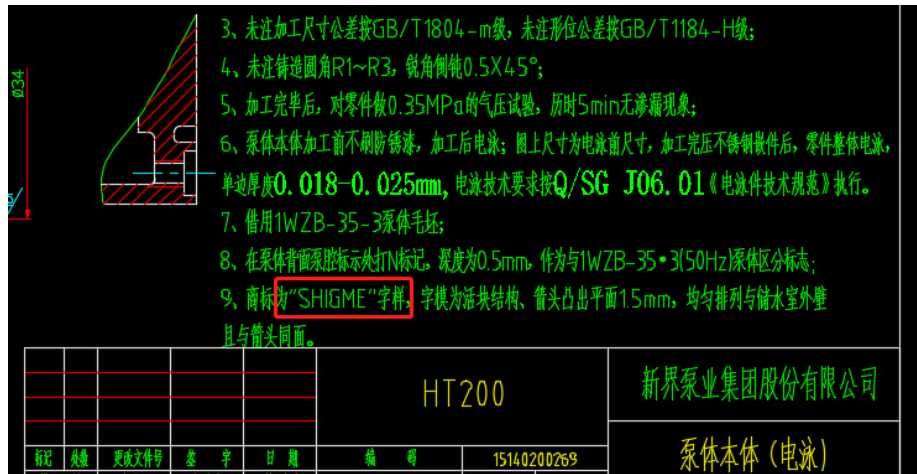 3、未注加工尺寸公差按GB/T1804-m级，未注形位公差按GB/T1184-H级；
4、未注铸造圆角R1~R3，锐角倒钝0.5X45°；
ø34
5、加工完毕后，对零件做0.35MPa的气压试验，历时5min无渗漏现象；
6、泵体本体加工前不刷防锈漆，加工后电泳；图上尺寸为电泳前尺寸，加工完压不锈钢嵌件后，零件整体电泳，
单边厚度0.018-0.025mm,电泳技术要求按Q/SG J06.01《电泳件技术规范》执行。
7、借用1WZB-35-3泵体毛坯；
8、在泵体背面泵腔标示处打N标记，深度为0.5mm，作为与1WZB-35•3(50Hz)泵体区分标志；
9、商标为"SHIGME"字样，字模为活块结构、箭头凸出平面1.5mm，均匀排列与储水室外壁
且与箭头同面。
HT200
新界泵业集团股份有限公司
标记 处数 更改文件号 签 字 日 期 编 码 15140200269
泵体本体（电泳）